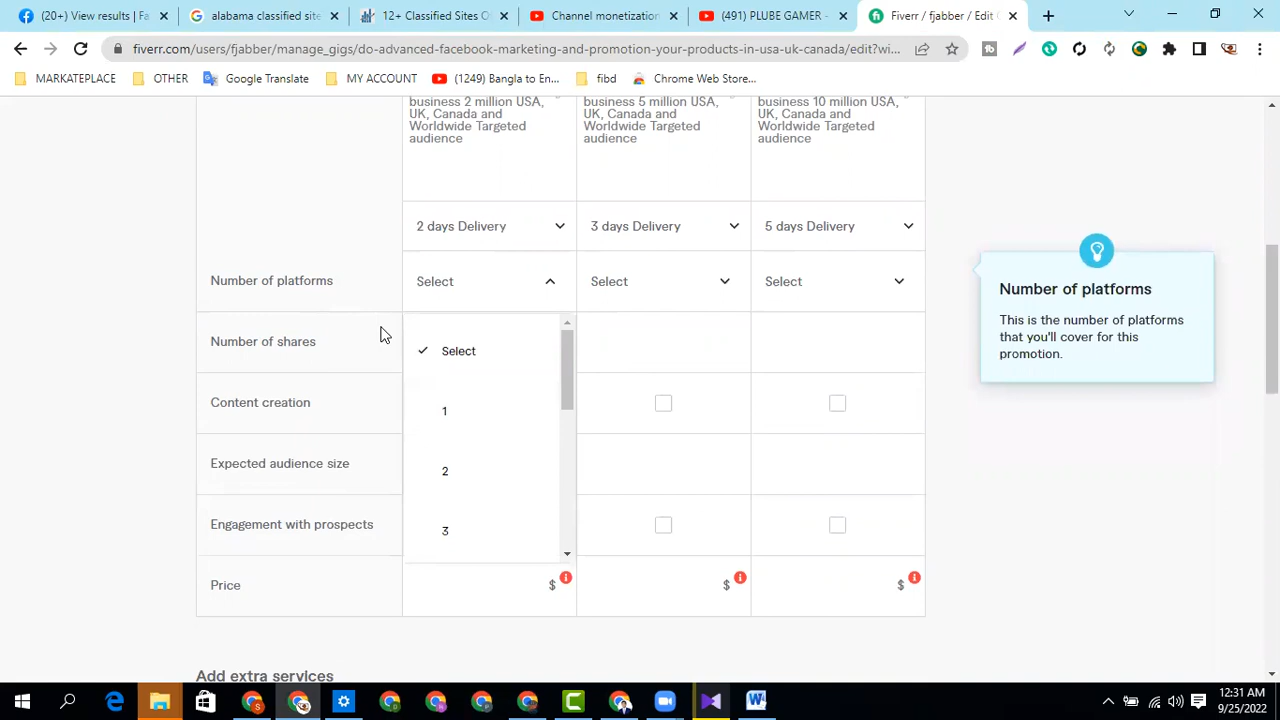 (20+) View results | Fa
alabama classified site
12+ Classified Sites O
Channel monetization
(491) PLUBE GAMER -
Fiverr / fjabber / Edit
fiverr.com/users/fjabber/manage_gigs/do-advanced-facebook-marketing-and-promotion-your-products-in-usa-uk-canada/edit?wi...
MARKATEPLACE
OTHER
Google Translate
MY ACCOUNT
(1249) Bangla to En...
fibd
Chrome Web Store...
business 2 million USA,
UK, Canada and
Worldwide Targeted
audience
business 5 million USA,
UK, Canada and
Worldwide Targeted
audience
business 10 million USA,
UK, Canada and
Worldwide Targeted
audience
2 days Delivery
3 days Delivery
5 days Delivery
Number of platforms
Select
Select
Select
Number of platforms
This is the number of platforms
that you'll cover for this
promotion.
Number of shares
Select
Content creation
1
Expected audience size
2
Engagement with prospects
3
Price
$
$
$
Add extra services
12:31 AM
9/25/2022